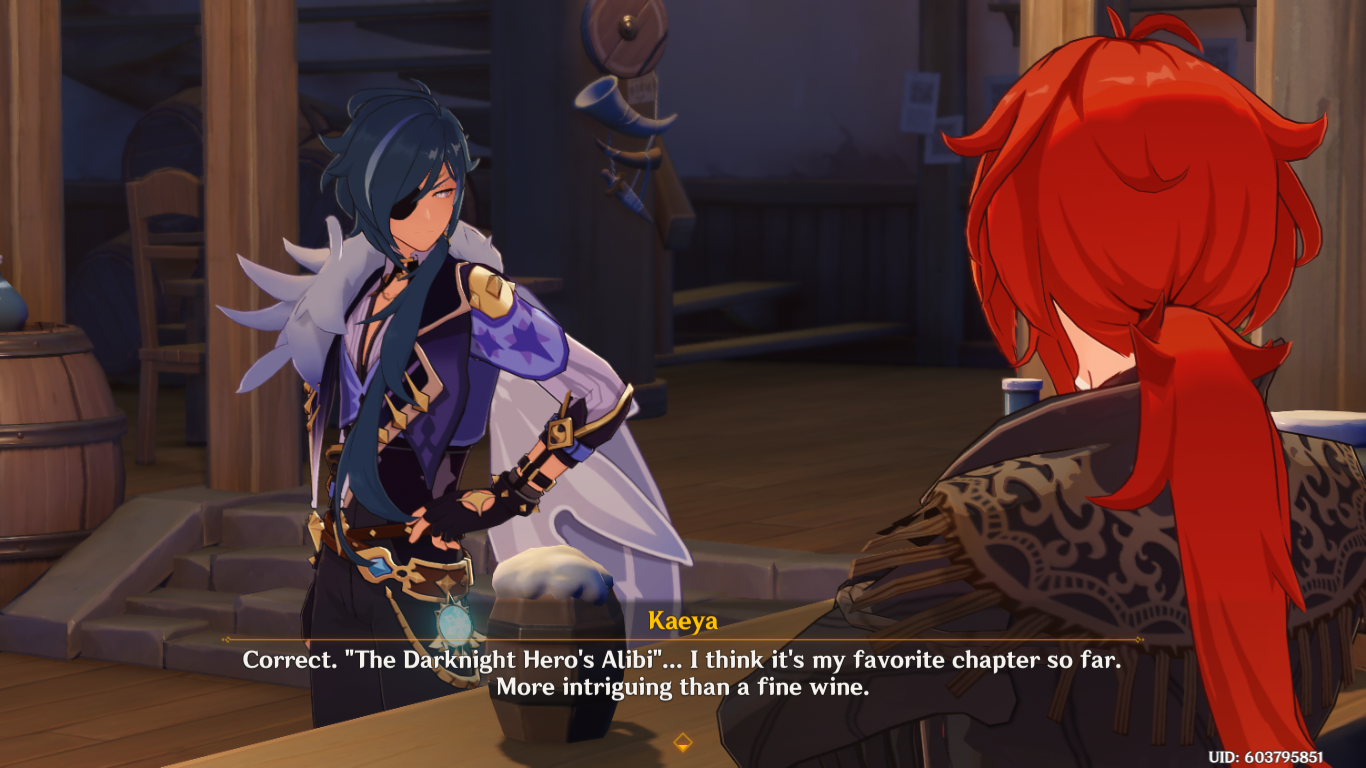 Kaeya
Correct. "The Darknight Hero's Alibi"... I think it's my favorite chapter so far.
More intriguing than a fine wine.
UID: 603795851